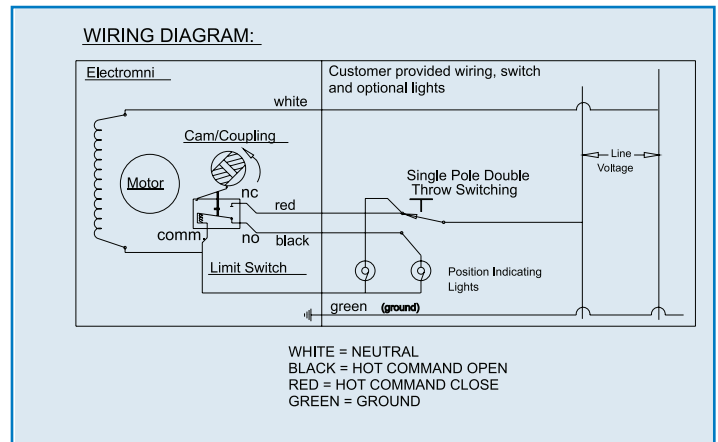 WIRING DIAGRAM:
Electromni
Customer provided wiring, switch
and optional lights
white
Cam/Coupling
Line
Voltage
Motor
Single Pole Double
Throw Switching
nc
red
comm
no
black
Limit Switch
Position Indicating
Lights
green (ground)
WHITE = NEUTRAL
BLACK = HOT COMMAND OPEN
RED = HOT COMMAND CLOSE
GREEN = GROUND